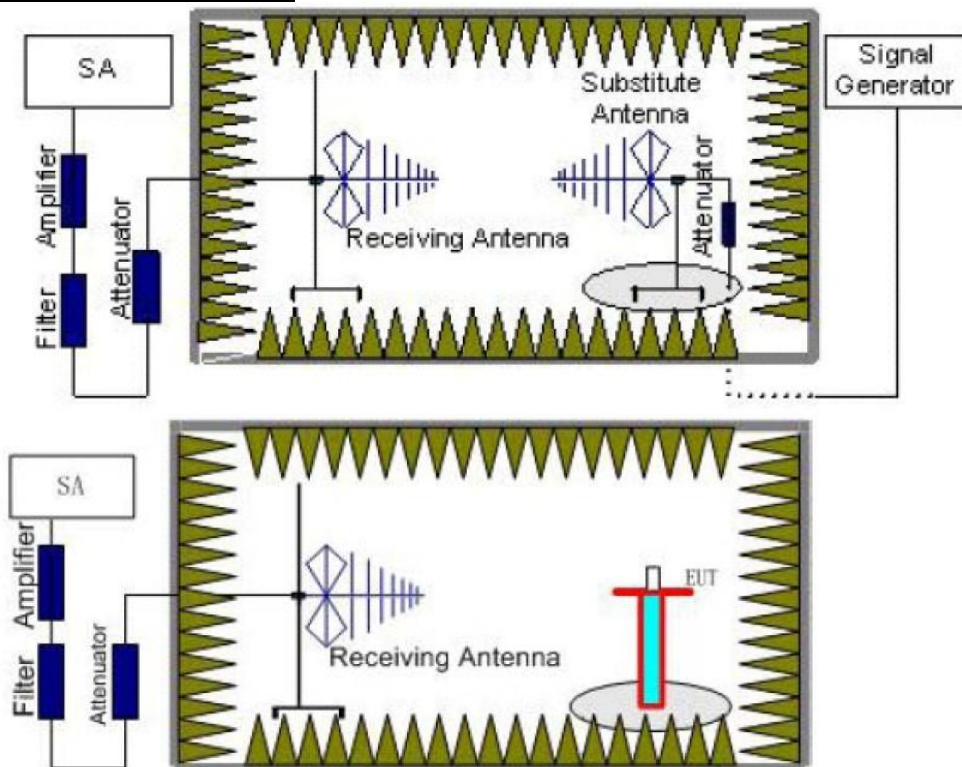 SA
Signal
Generator
Substitute
Antenna
Amplifier
Attenuator
Attenuator
Receiving Antenna
Filter
SA
EUT
Amplifier
Receiving Antenna
Filter
Attenuator